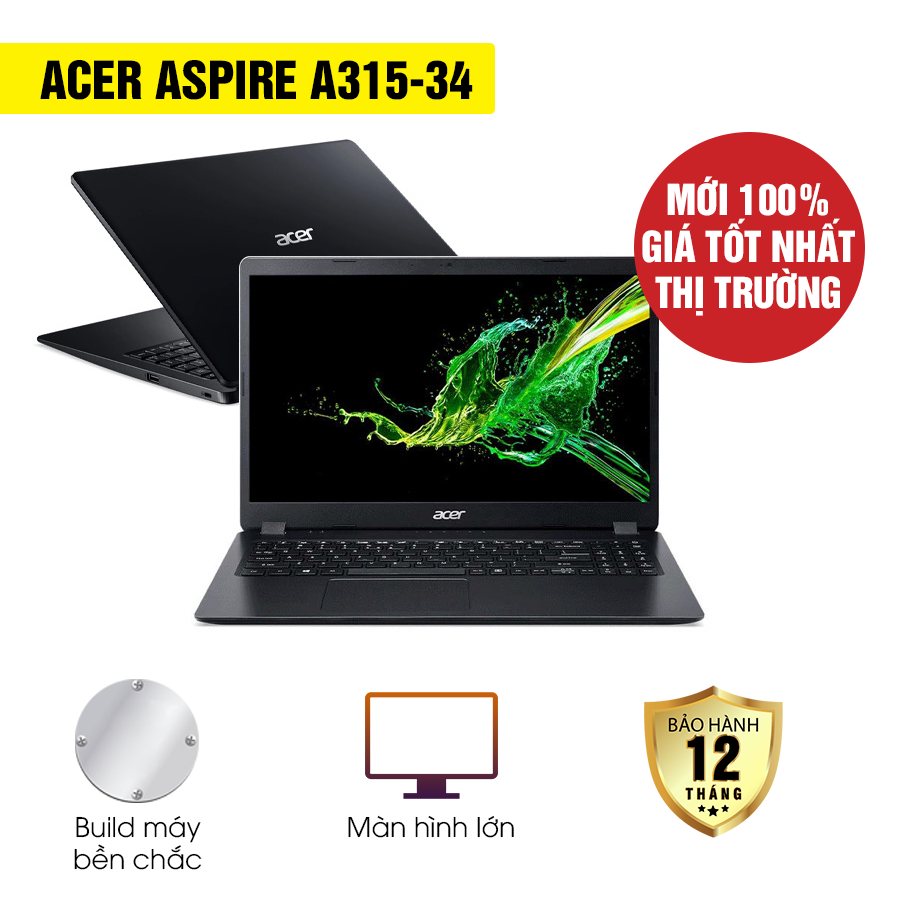 ACER ASPIRE A315-34
MỚI 100%
GIÁ TỐT NHẤT
THỊ TRƯỜNG
acer
acer
Build máy
bền chắc
Màn hình lớn
BẢO HÀNH
12
THÁNG